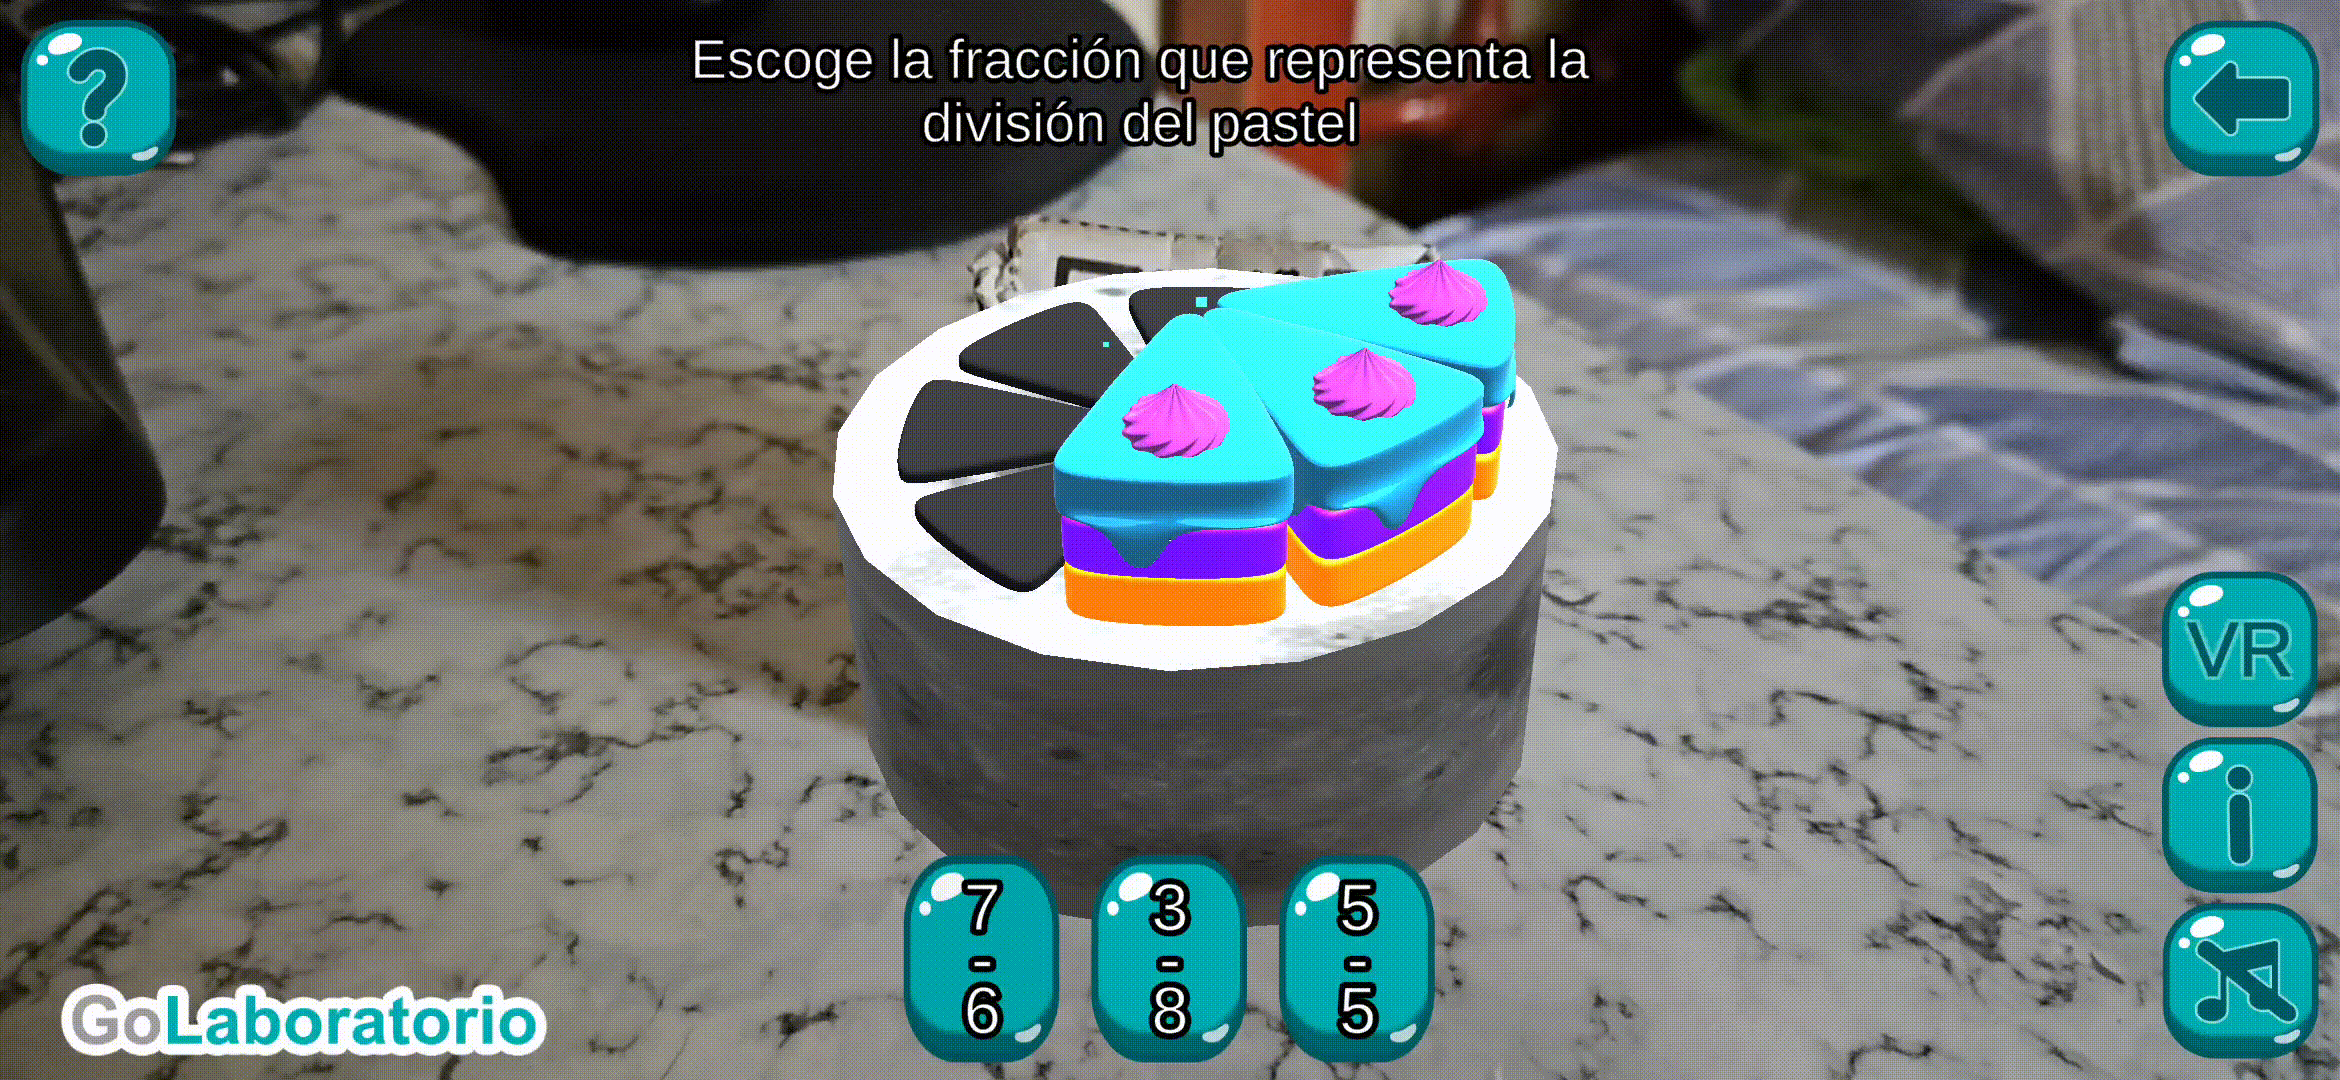 Escoge la fracción que representa la
división del pastel
VR
7
-
6
3
-
8
5
-
5
GoLaboratorio